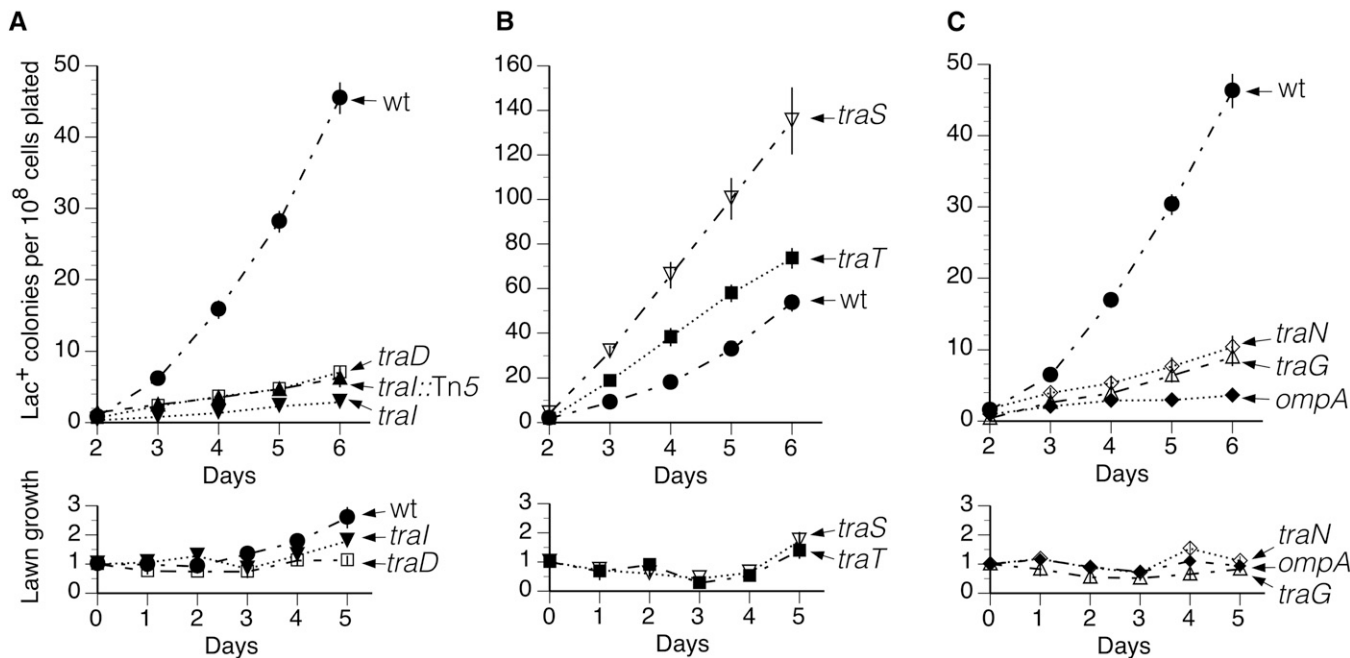 A
Lac⁺ colonies per 10⁸ cells plated
50
40
30
20
10
0
2 3 4 5 6
Days
wt
traD
traI::Tn5
traI
Lawn growth
3
2
1
0
0 1 2 3 4 5
Days
wt
traI
traD
B
160
140
120
100
80
60
40
20
0
2 3 4 5 6
Days
traS
traT
wt
3
2
1
0
0 1 2 3 4 5
Days
traS
traT
C
50
40
30
20
10
0
2 3 4 5 6
Days
wt
traN
traG
ompA
3
2
1
0
0 1 2 3 4 5
Days
traN
ompA
traG